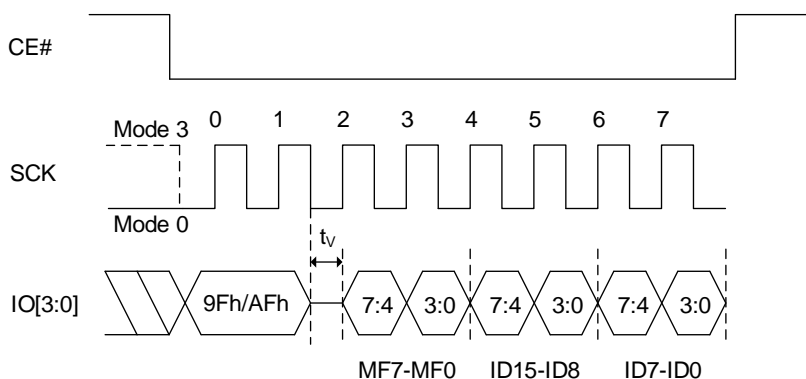 CE#
Mode 3 0 1 2 3 4 5 6 7
SCK
Mode 0
tV
IO[3:0] 9Fh/AFh 7:4 3:0 7:4 3:0 7:4 3:0
MF7-MF0 ID15-ID8 ID7-ID0